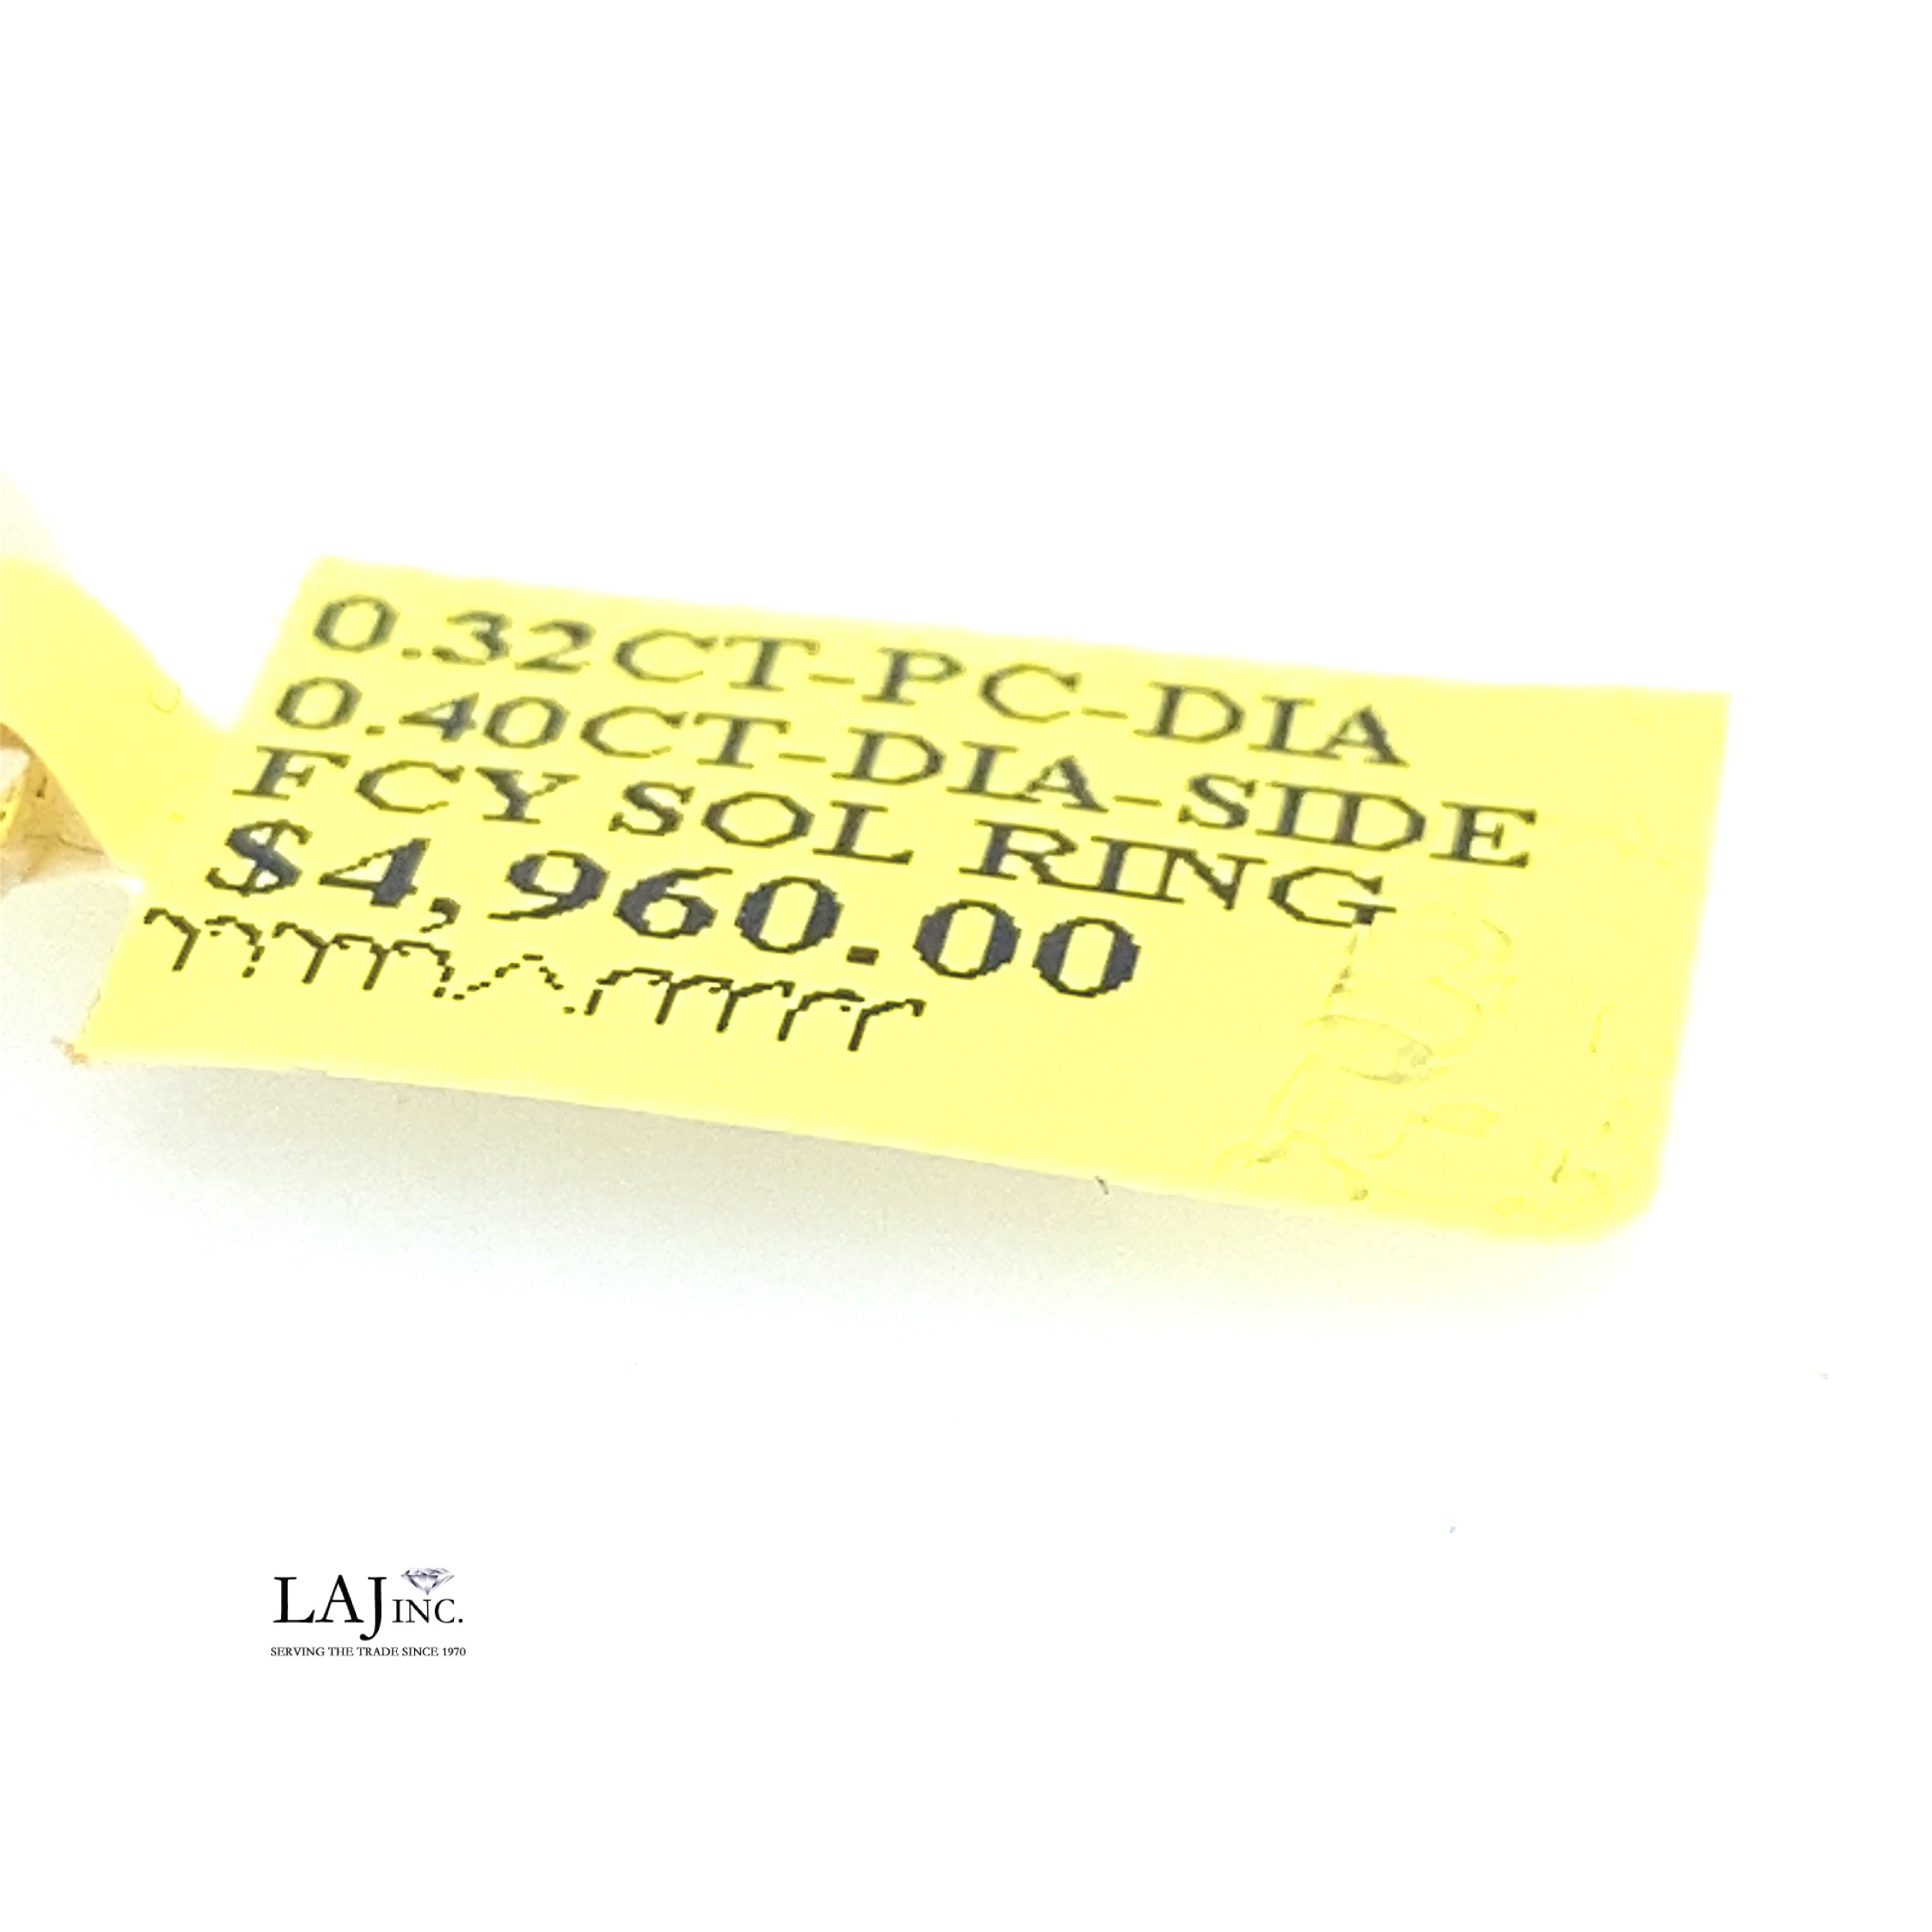 0.32CT-PC-DIA
0.40CT-DIA-SIDE
FCY SOL RING
$4,960.00
LAJ INC.
SERVING THE TRADE SINCE 1970